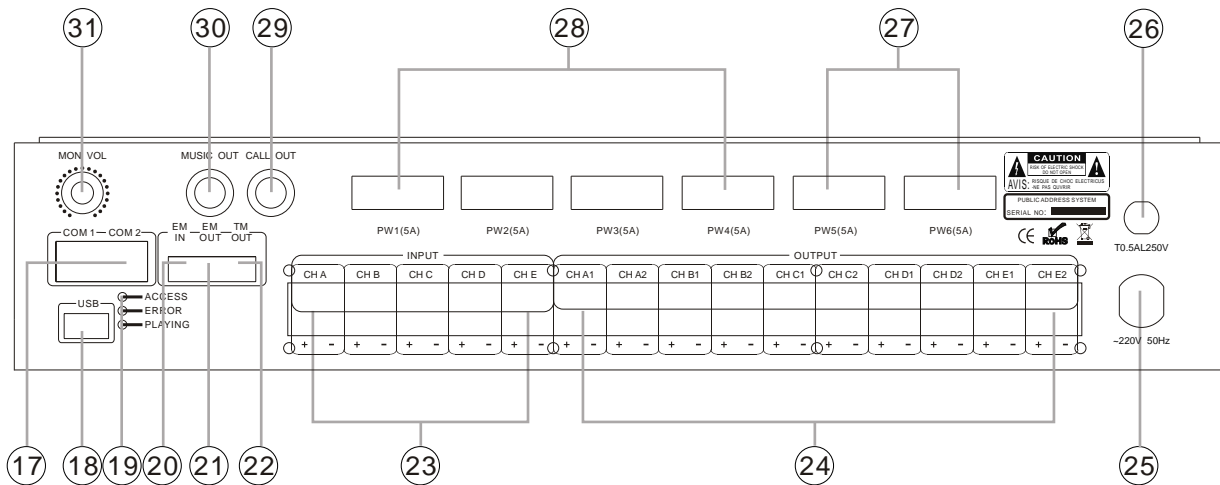 31
30
29
28
27
26
MON VOL
MUSIC OUT
CALL OUT
CAUTION
RISK OF ELECTRIC SHOCK
DO NOT OPEN
AVIS: RISQUE DE CHOC ELECTRICUS
-NE PAS QUVRIR
PUBLIC ADDRESS SYSTEM
SERIAL NO:
CE RoHS
T0.5AL250V
PW1(5A)
PW2(5A)
PW3(5A)
PW4(5A)
PW5(5A)
PW6(5A)
COM 1
COM 2
EM IN
EM OUT
TM OUT
INPUT
OUTPUT
CH A
CH B
CH C
CH D
CH E
CH A1
CH A2
CH B1
CH B2
CH C1
CH C2
CH D1
CH D2
CH E1
CH E2
USB
ACCESS
ERROR
PLAYING
+ - + - + - + - + - + - + - + - + - + - + - + - + - + - + -
~220V 50Hz
17
18
19
20
21
22
23
24
25